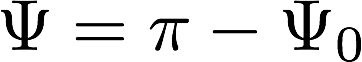 Ψ = π − Ψ₀